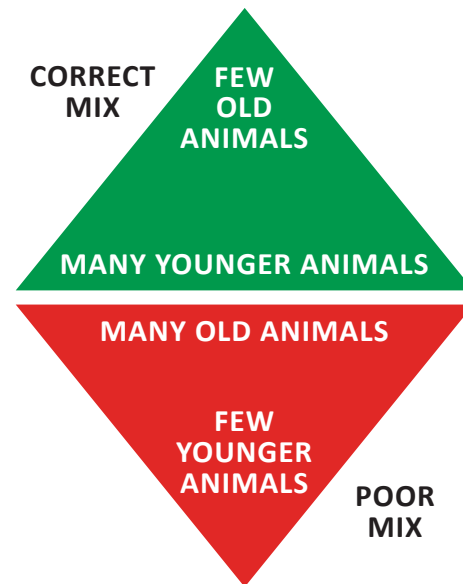 CORRECT
MIX
FEW
OLD
ANIMALS
MANY YOUNGER ANIMALS
MANY OLD ANIMALS
FEW
YOUNGER
ANIMALS
POOR
MIX